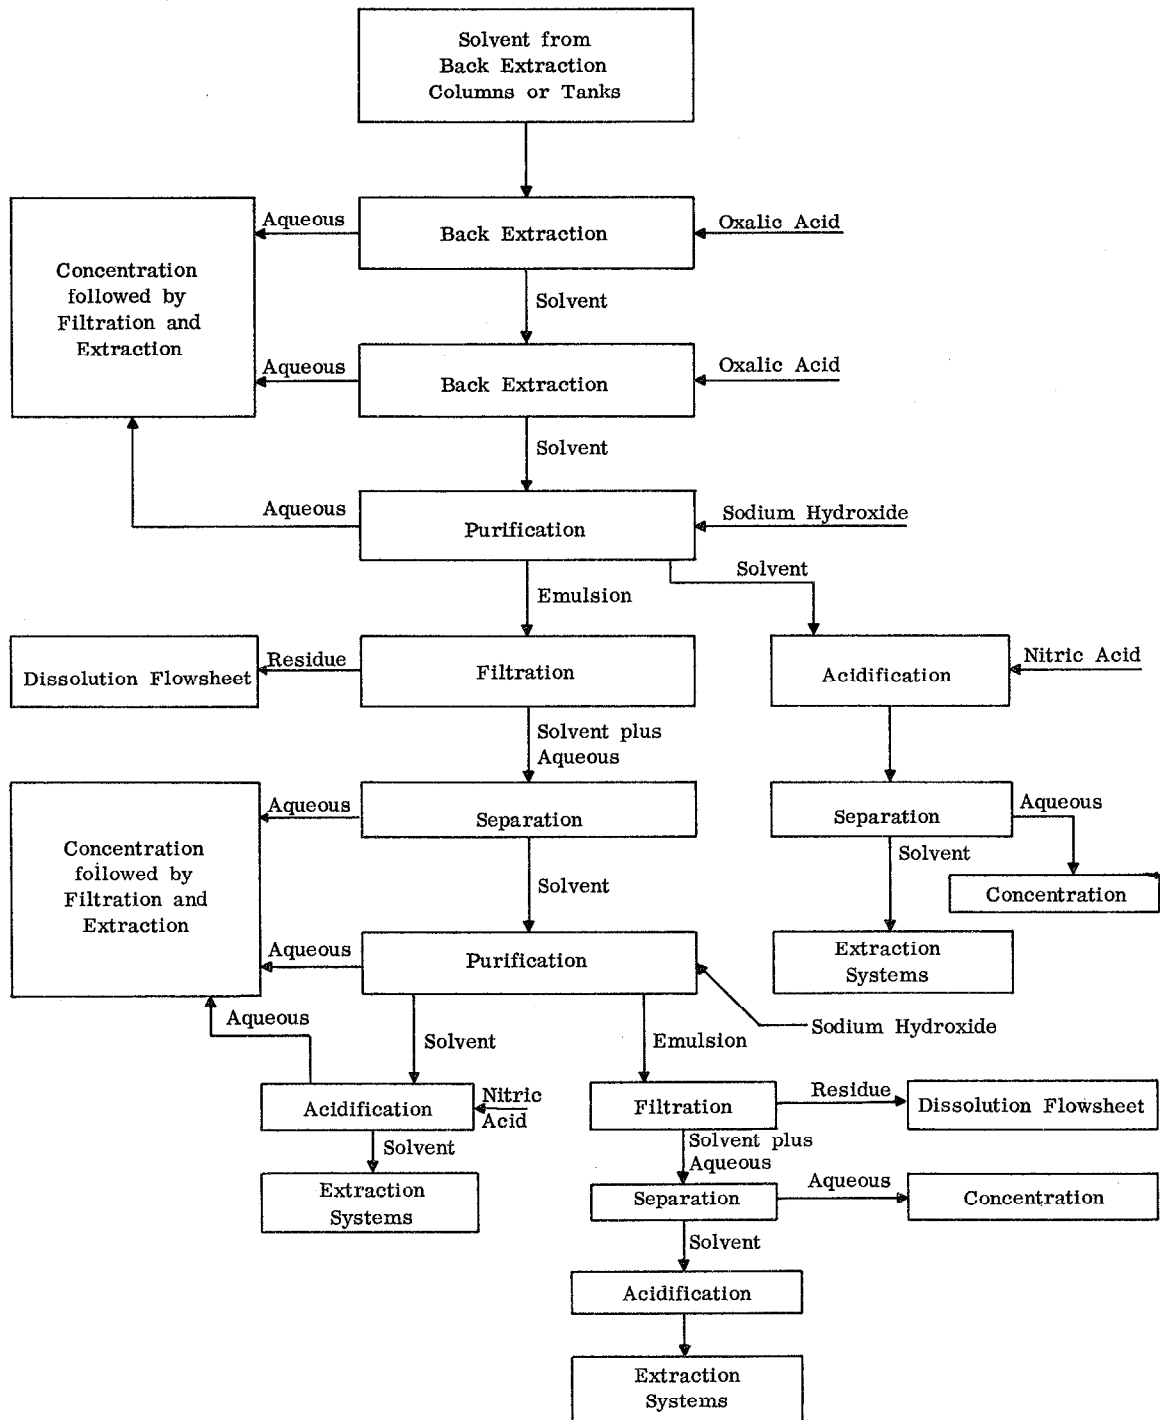 Solvent from
Back Extraction
Columns or Tanks
Aqueous
Back Extraction
Oxalic Acid
Concentration
followed by
Filtration and
Extraction
Solvent
Aqueous
Back Extraction
Oxalic Acid
Solvent
Aqueous
Purification
Sodium Hydroxide
Emulsion
Solvent
Dissolution Flowsheet
Residue
Filtration
Acidification
Nitric Acid
Solvent plus
Aqueous
Concentration
followed by
Filtration and
Extraction
Aqueous
Separation
Separation
Aqueous
Solvent
Solvent
Concentration
Aqueous
Purification
Extraction
Systems
Sodium Hydroxide
Aqueous
Solvent
Emulsion
Acidification
Nitric
Acid
Filtration
Residue
Dissolution Flowsheet
Solvent
Solvent plus
Aqueous
Extraction
Systems
Separation
Aqueous
Concentration
Solvent
Acidification
Extraction
Systems